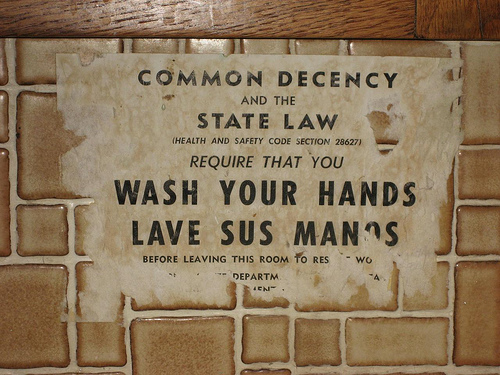 COMMON DECENCY
AND THE
STATE LAW
(HEALTH AND SAFETY CODE SECTION 28627)
REQUIRE THAT YOU
WASH YOUR HANDS
LAVE SUS MANOS
BEFORE LEAVING THIS ROOM TO